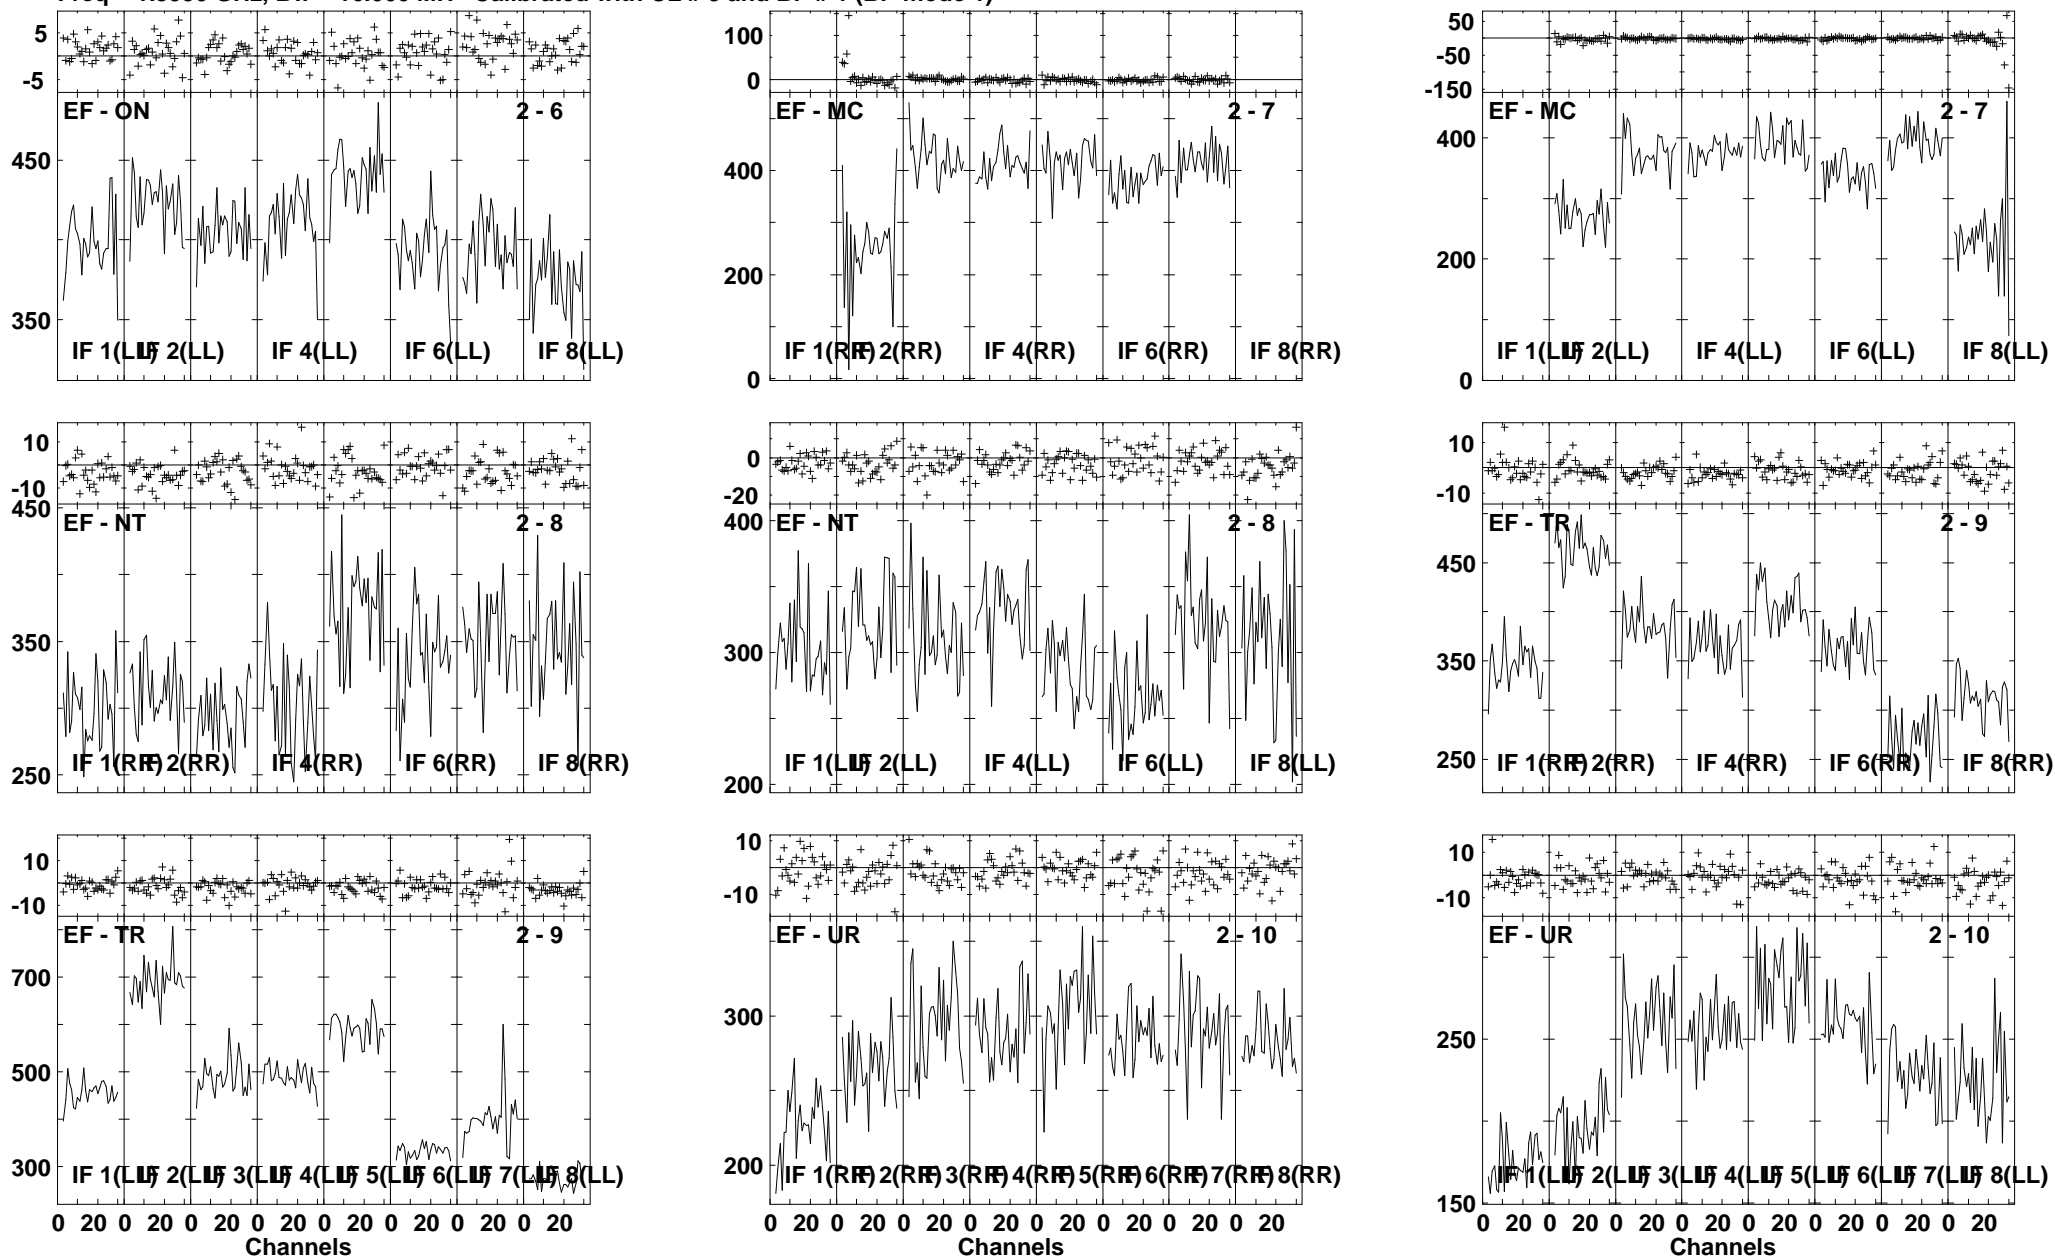 5
-5
EF - ON 2 - 6
450
350
IF 1(LL) IF 2(LL) IF 4(LL) IF 6(LL) IF 8(LL)
100
0
EF - MC 2 - 7
400
200
0
IF 1(RR) IF 2(RR) IF 4(RR) IF 6(RR) IF 8(RR)
50
-50
-150
EF - MC 2 - 7
400
200
0
IF 1(LL) IF 2(LL) IF 4(LL) IF 6(LL) IF 8(LL)
10
-10
450
EF - NT 2 - 8
350
250
IF 1(RR) IF 2(RR) IF 4(RR) IF 6(RR) IF 8(RR)
0
-20
400
EF - NT 2 - 8
300
200
IF 1(LL) IF 2(LL) IF 4(LL) IF 6(LL) IF 8(LL)
10
-10
EF - TR 2 - 9
450
350
250
IF 1(RR) IF 2(RR) IF 4(RR) IF 6(RR) IF 8(RR)
10
-10
EF - TR 2 - 9
700
500
300
IF 1(LL) IF 2(LL) IF 3(LL) IF 4(LL) IF 5(LL) IF 6(LL) IF 7(LL) IF 8(LL)
0 20 0 20 0 20 0 20 0 20 0 20 0 20 0 20
Channels
10
-10
EF - UR 2 - 10
300
200
IF 1(RR) IF 2(RR) IF 3(RR) IF 4(RR) IF 5(RR) IF 6(RR) IF 7(RR) IF 8(RR)
0 20 0 20 0 20 0 20 0 20 0 20 0 20 0 20
Channels
10
-10
EF - UR 2 - 10
250
150
IF 1(LL) IF 2(LL) IF 3(LL) IF 4(LL) IF 5(LL) IF 6(LL) IF 7(LL) IF 8(LL)
0 20 0 20 0 20 0 20 0 20 0 20 0 20 0 20
Channels